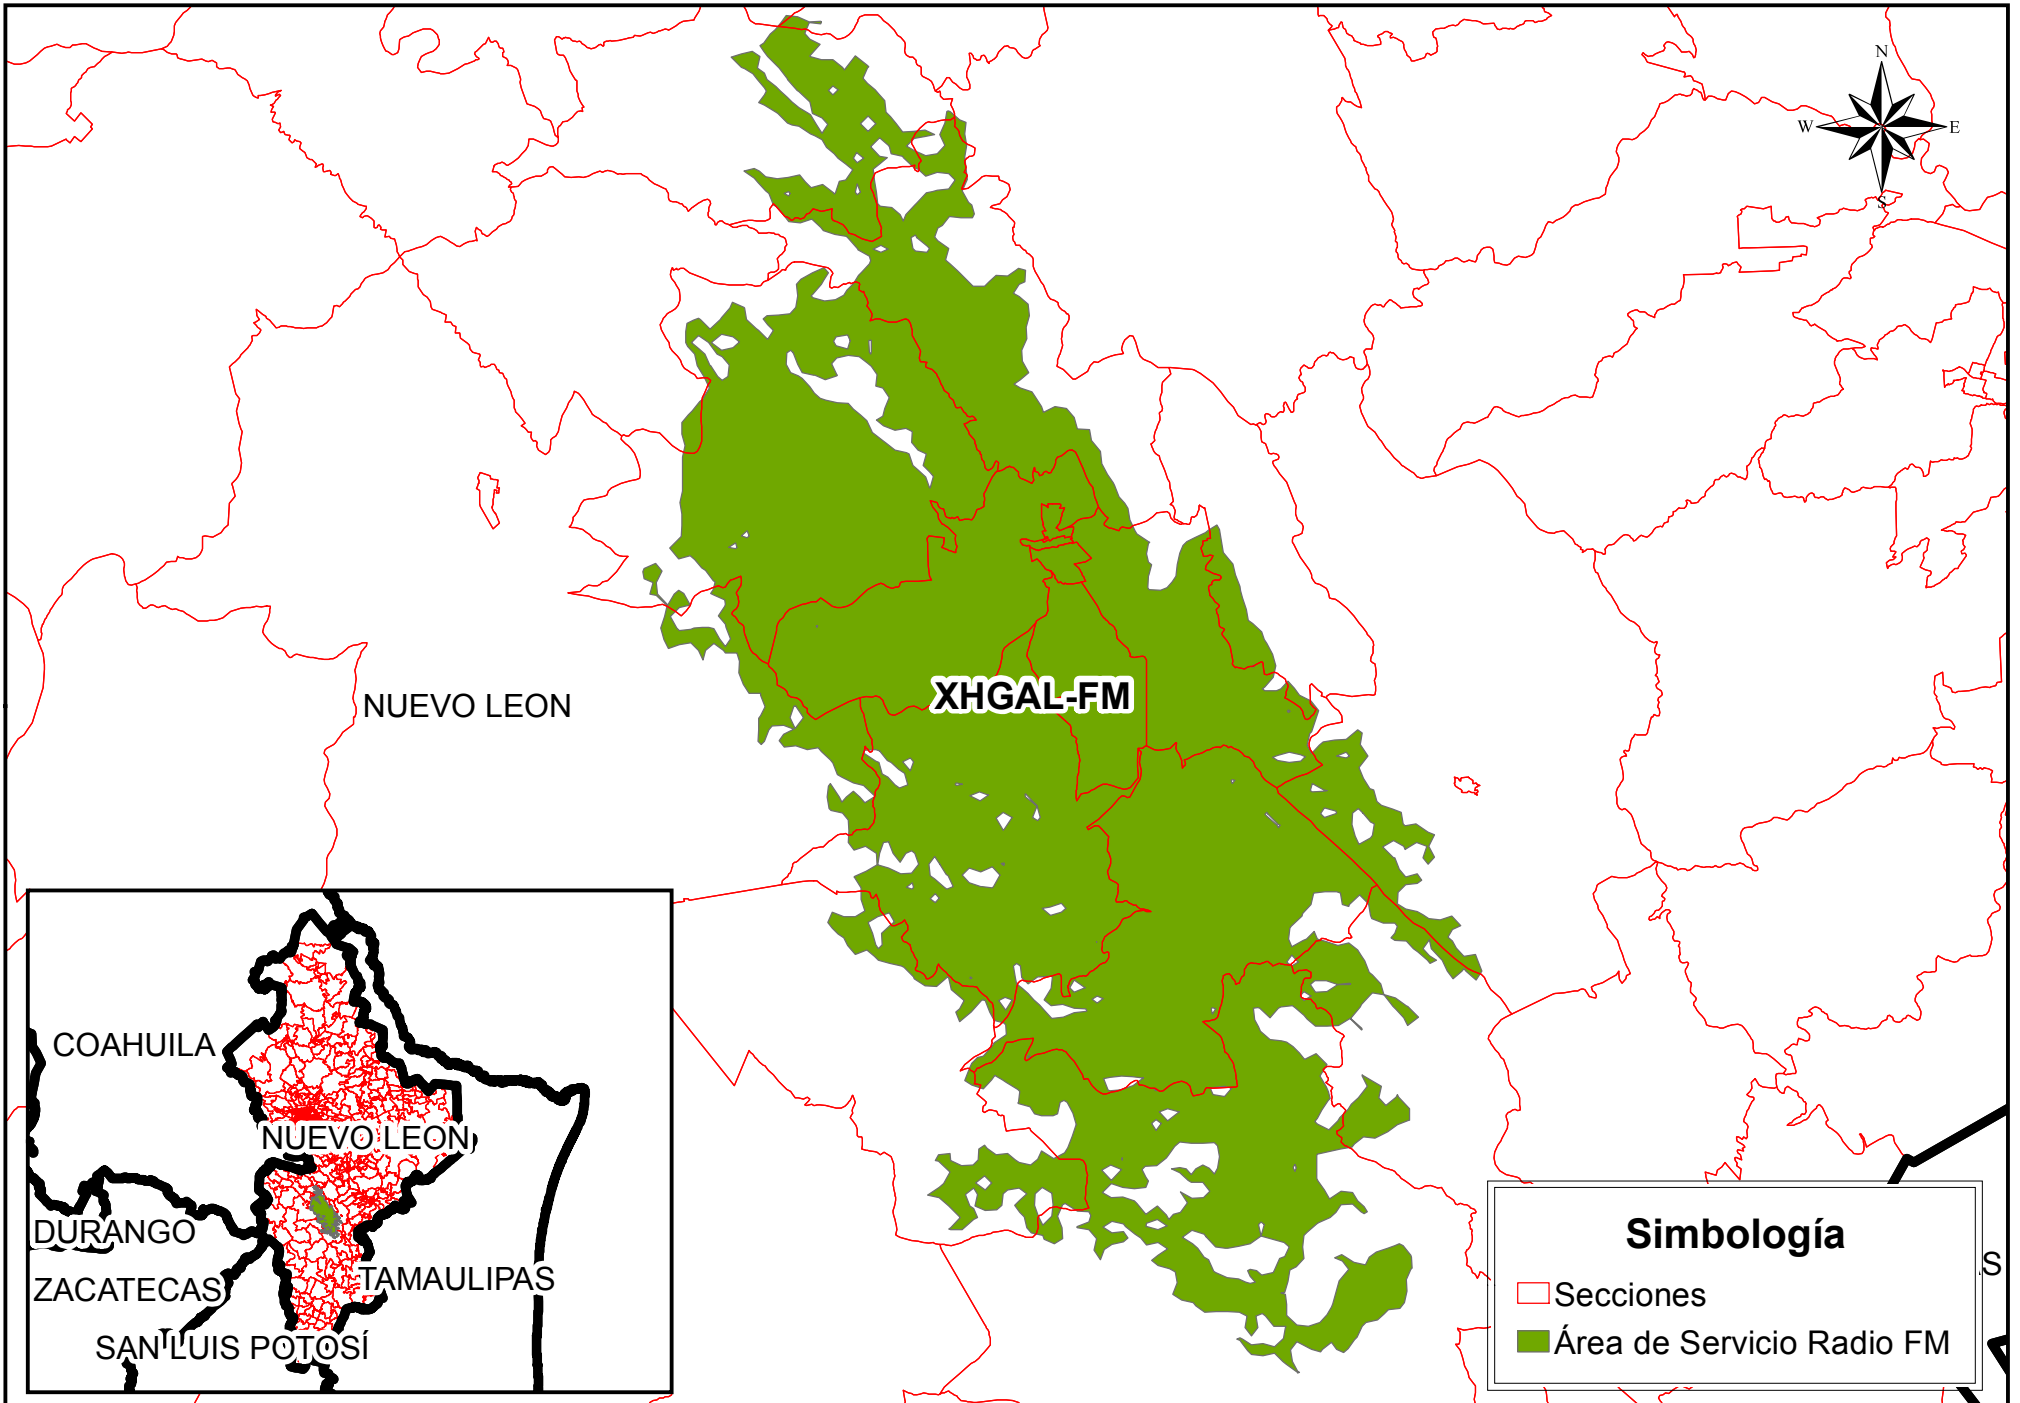 N
W
E
S
NUEVO LEON
XHGAL-FM
COAHUILA
NUEVO LEON
DURANGO
ZACATECAS
TAMAULIPAS
SAN LUIS POTOSÍ
Simbología
Secciones
Área de Servicio Radio FM
S